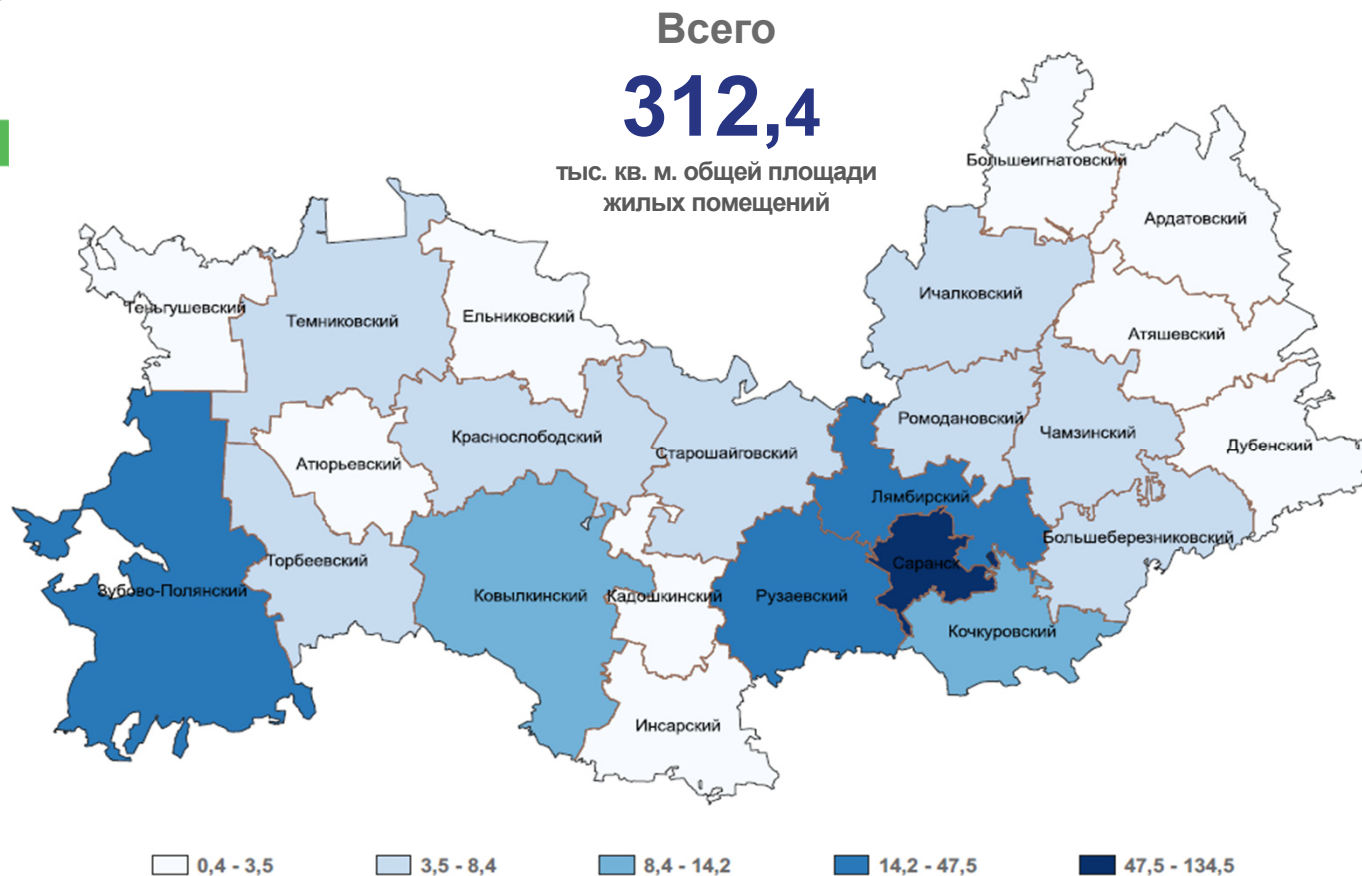 Всего
312,4
тыс. кв. м. общей площади
жилых помещений
Большеигнатовский
Ардатовский
Ичалковский
Теньгушевский
Темниковский
Ельниковский
Атяшевский
Ромодановский
Чамзинский
Краснослободский
Дубенский
Старошайговский
Атюрьевский
Лямбирский
Большеберезниковский
Торбеевский
Саранск
Зубово-Полянский
Ковылкинский
Кадошкинский
Рузаевский
Кочкуровский
Инсарский
0,4 - 3,5
3,5 - 8,4
8,4 - 14,2
14,2 - 47,5
47,5 - 134,5